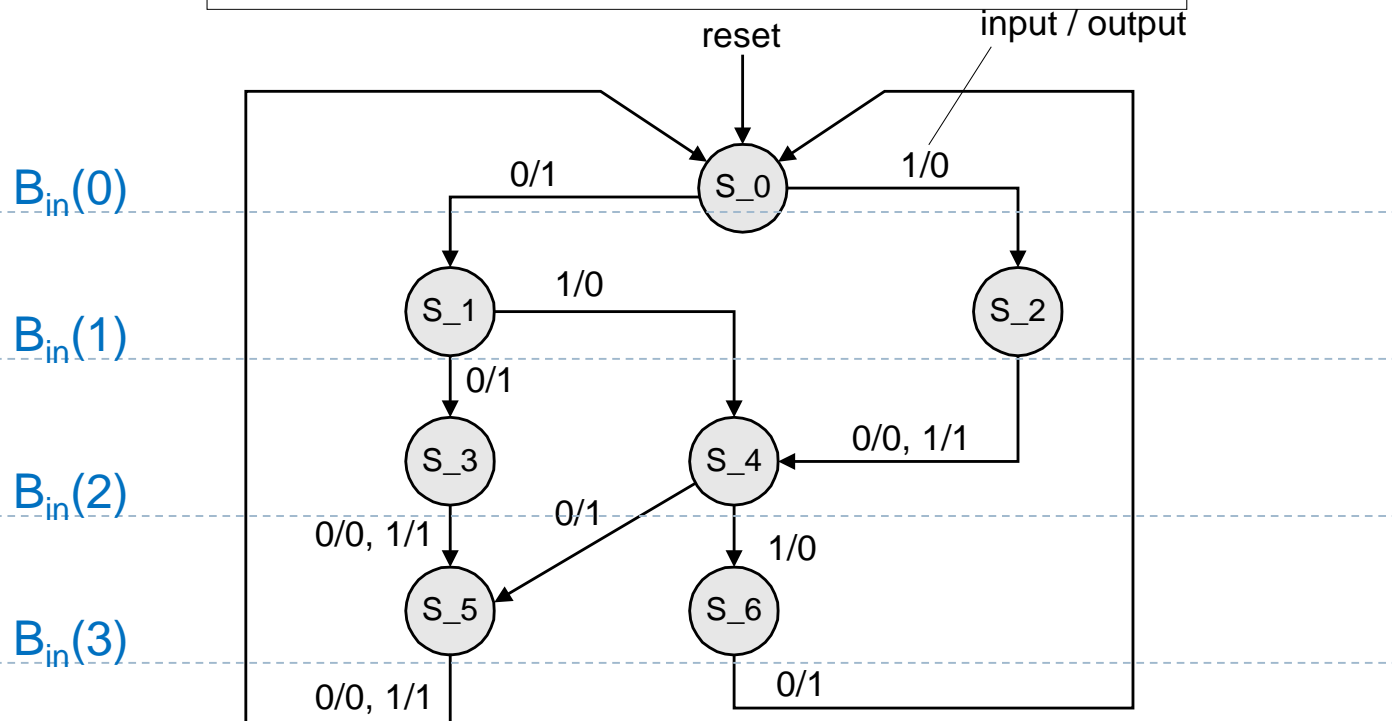 input / output
reset
0/1
1/0
B_in(0)
S_0
1/0
S_1
S_2
B_in(1)
0/1
0/0, 1/1
S_3
S_4
B_in(2)
0/1
0/0, 1/1
1/0
S_5
S_6
B_in(3)
0/0, 1/1
0/1